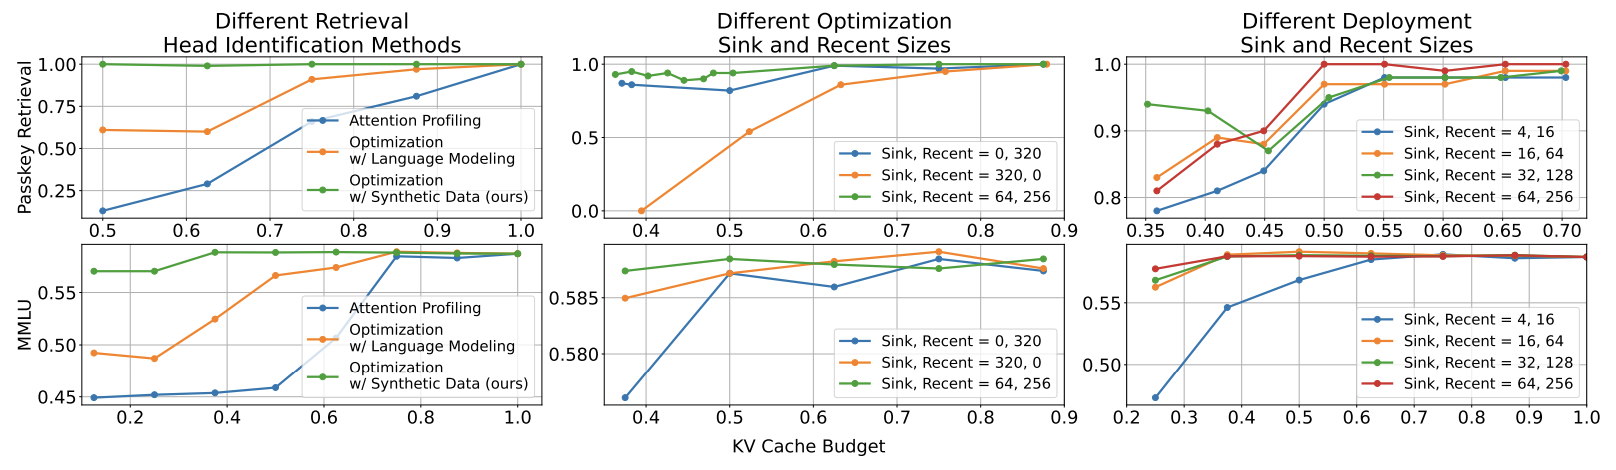 Different Retrieval
Head Identification Methods
Different Optimization
Sink and Recent Sizes
Different Deployment
Sink and Recent Sizes
Passkey Retrieval
1.00
0.75
0.50
0.25
0.5
0.6
0.7
0.8
0.9
1.0
Attention Profiling
Optimization
w/ Language Modeling
Optimization
w/ Synthetic Data (ours)
1.0
0.5
0.0
0.4
0.5
0.6
0.7
0.8
0.9
Sink, Recent = 0, 320
Sink, Recent = 320, 0
Sink, Recent = 64, 256
1.0
0.9
0.8
0.35
0.40
0.45
0.50
0.55
0.60
0.65
0.70
Sink, Recent = 4, 16
Sink, Recent = 16, 64
Sink, Recent = 32, 128
Sink, Recent = 64, 256
MMLU
0.55
0.50
0.45
0.2
0.4
0.6
0.8
1.0
Attention Profiling
Optimization
w/ Language Modeling
Optimization
w/ Synthetic Data (ours)
0.585
0.580
0.4
0.5
0.6
0.7
0.8
0.9
Sink, Recent = 0, 320
Sink, Recent = 320, 0
Sink, Recent = 64, 256
0.55
0.50
0.2
0.3
0.4
0.5
0.6
0.7
0.8
0.9
1.0
Sink, Recent = 4, 16
Sink, Recent = 16, 64
Sink, Recent = 32, 128
Sink, Recent = 64, 256
KV Cache Budget